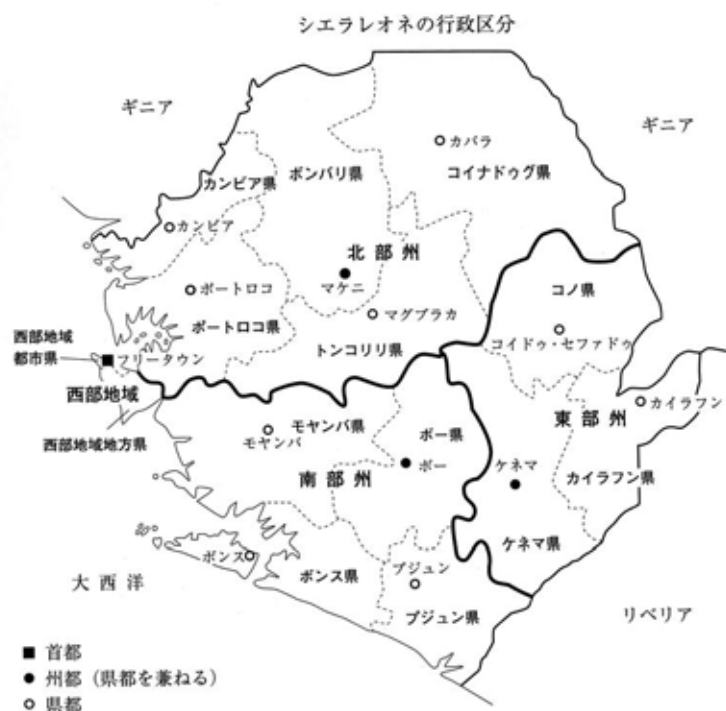 シエラレオネの行政区分
ギニア
ギニア
カバラ
カンビア県
ボンバリ県
コイナドゥグ県
カンビア
北部州
コノ県
マケニ
ポートロコ
マグブラカ
ポートロコ県
コイドゥ・セファドゥ
西部地域
都市県
フリータウン
トンコリリ県
西部地域
カイラフン
東部州
モヤンバ県
モヤンバ
ボー県
西部地域地方県
ボー
ケネマ
南部州
カイラフン県
ケネマ県
ボンス
ボンス県
プジュン
大西洋
プジュン県
リベリア
■ 首都
● 州都（県都を兼ねる）
○ 県都